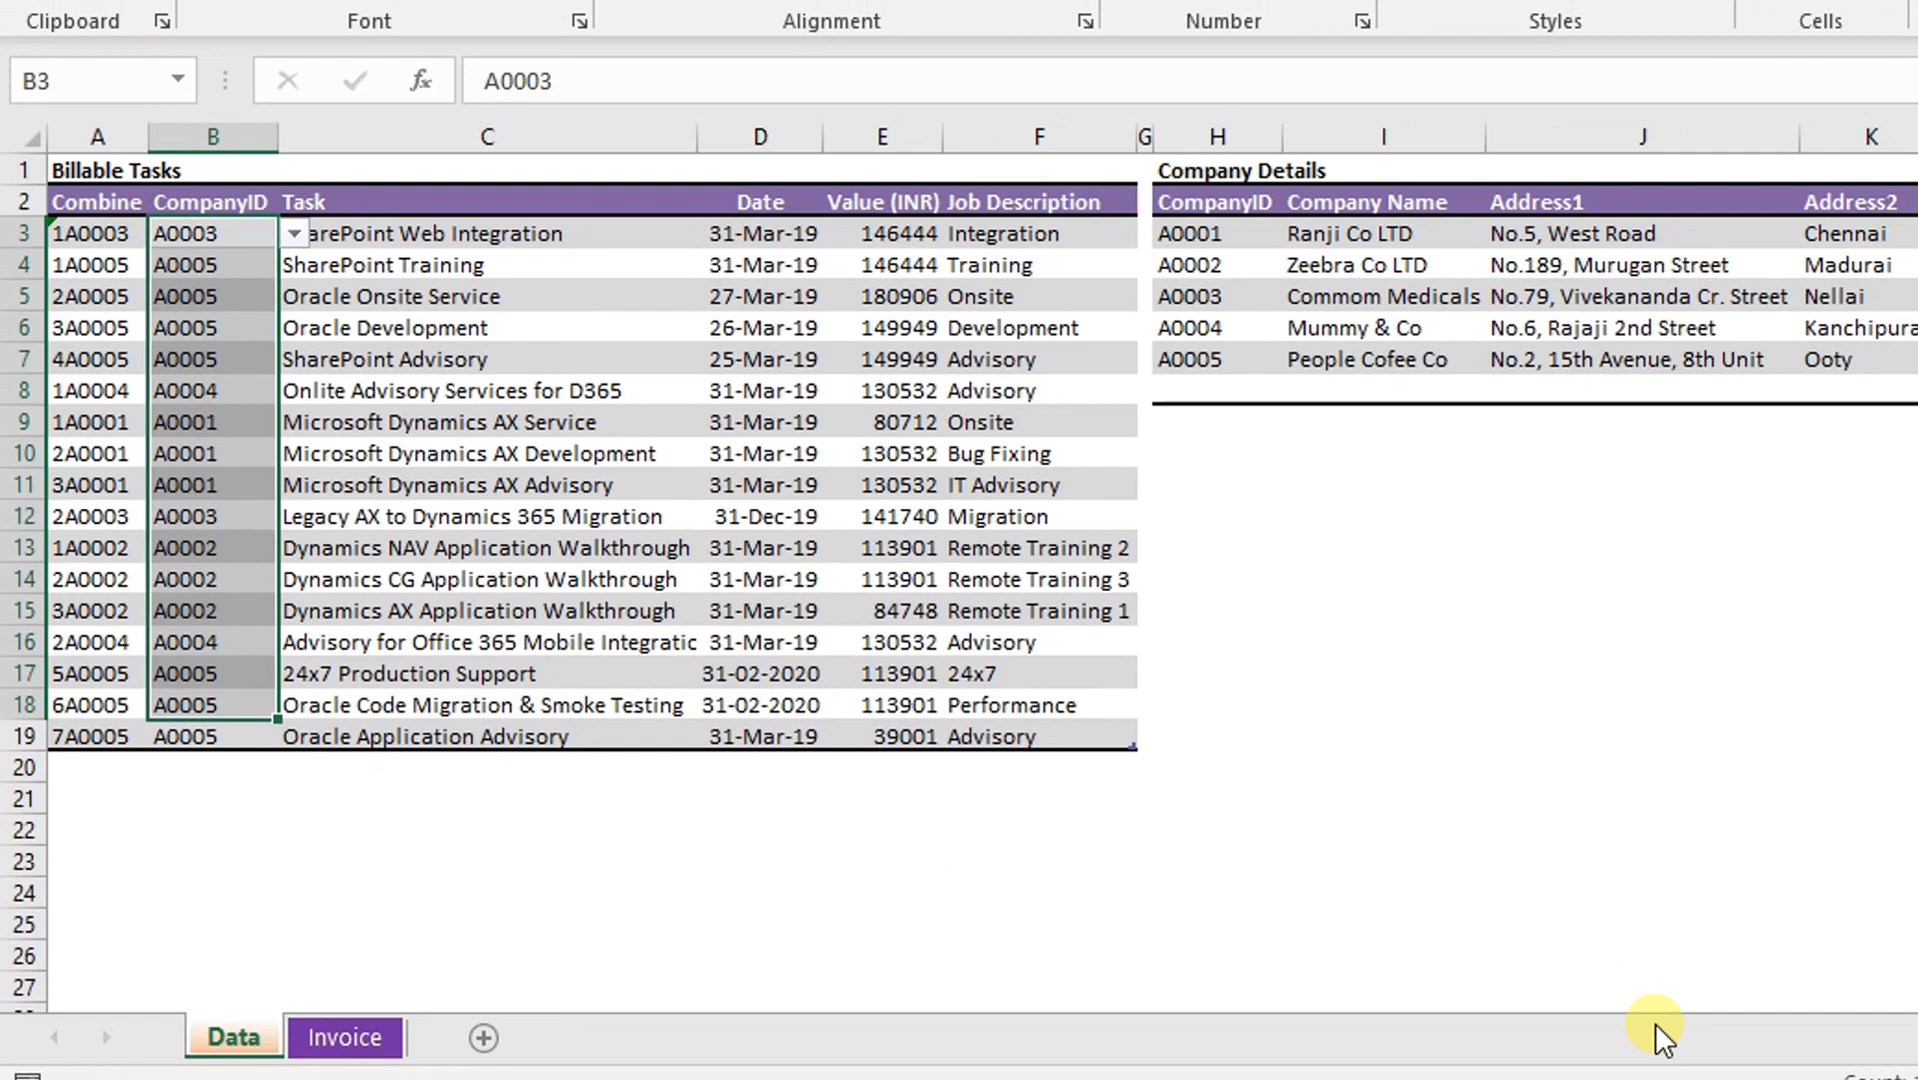 Clipboard Font Alignment Number Styles Cells
B3 fx A0003
A B C D E F G H I J K
1 Billable Tasks Company Details
2 Combine CompanyID Task Date Value (INR) Job Description CompanyID Company Name Address1 Address2
3 1A0003 A0003 arePoint Web Integration 31-Mar-19 146444 Integration A0001 Ranji Co LTD No.5, West Road Chennai
4 1A0005 A0005 SharePoint Training 31-Mar-19 146444 Training A0002 Zeebra Co LTD No.189, Murugan Street Madurai
5 2A0005 A0005 Oracle Onsite Service 27-Mar-19 180906 Onsite A0003 Commom Medicals No.79, Vivekananda Cr. Street Nellai
6 3A0005 A0005 Oracle Development 26-Mar-19 149949 Development A0004 Mummy & Co No.6, Rajaji 2nd Street Kanchipura
7 4A0005 A0005 SharePoint Advisory 25-Mar-19 149949 Advisory A0005 People Cofee Co No.2, 15th Avenue, 8th Unit Ooty
8 1A0004 A0004 Onlite Advisory Services for D365 31-Mar-19 130532 Advisory
9 1A0001 A0001 Microsoft Dynamics AX Service 31-Mar-19 80712 Onsite
10 2A0001 A0001 Microsoft Dynamics AX Development 31-Mar-19 130532 Bug Fixing
11 3A0001 A0001 Microsoft Dynamics AX Advisory 31-Mar-19 130532 IT Advisory
12 2A0003 A0003 Legacy AX to Dynamics 365 Migration 31-Dec-19 141740 Migration
13 1A0002 A0002 Dynamics NAV Application Walkthrough 31-Mar-19 113901 Remote Training 2
14 2A0002 A0002 Dynamics CG Application Walkthrough 31-Mar-19 113901 Remote Training 3
15 3A0002 A0002 Dynamics AX Application Walkthrough 31-Mar-19 84748 Remote Training 1
16 2A0004 A0004 Advisory for Office 365 Mobile Integratic 31-Mar-19 130532 Advisory
17 5A0005 A0005 24x7 Production Support 31-02-2020 113901 24x7
18 6A0005 A0005 Oracle Code Migration & Smoke Testing 31-02-2020 113901 Performance
19 7A0005 A0005 Oracle Application Advisory 31-Mar-19 39001 Advisory
20
21
22
23
24
25
26
27
Data Invoice